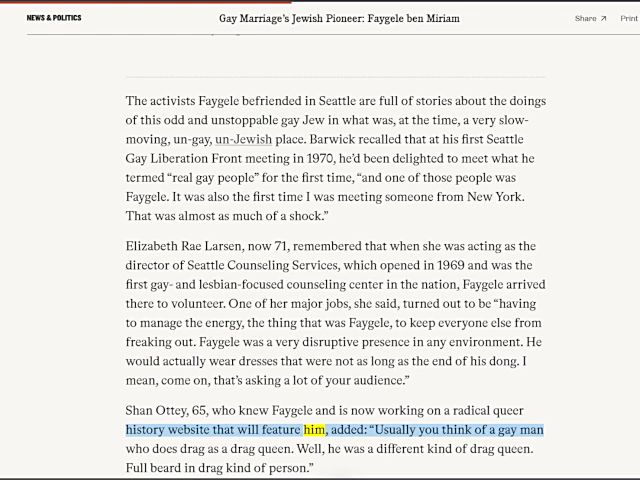 NEWS & POLITICS
Gay Marriage's Jewish Pioneer: Faygele ben Miriam
Share ↗ Print
The activists Faygele befriended in Seattle are full of stories about the doings
of this odd and unstoppable gay Jew in what was, at the time, a very slow-
moving, un-gay, un-Jewish place. Barwick recalled that at his first Seattle
Gay Liberation Front meeting in 1970, he'd been delighted to meet what he
termed “real gay people” for the first time, “and one of those people was
Faygele. It was also the first time I was meeting someone from New York.
That was almost as much of a shock.”
Elizabeth Rae Larsen, now 71, remembered that when she was acting as the
director of Seattle Counseling Services, which opened in 1969 and was the
first gay- and lesbian-focused counseling center in the nation, Faygele arrived
there to volunteer. One of her major jobs, she said, turned out to be “having
to manage the energy, the thing that was Faygele, to keep everyone else from
freaking out. Faygele was a very disruptive presence in any environment. He
would actually wear dresses that were not as long as the end of his dong. I
mean, come on, that's asking a lot of your audience.”
Shan Ottey, 65, who knew Faygele and is now working on a radical queer
history website that will feature him, added: “Usually you think of a gay man
who does drag as a drag queen. Well, he was a different kind of drag queen.
Full beard in drag kind of person.”